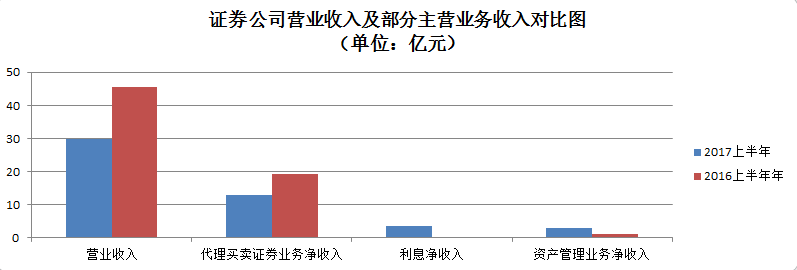 证券公司营业收入及部分主营业务收入对比图
（单位：亿元）
50
40
30
20
10
0
营业收入
代理买卖证券业务净收入
利息净收入
资产管理业务净收入
2017上半年
2016上半年年